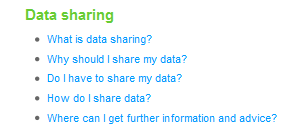 Data sharing
What is data sharing?
Why should I share my data?
Do I have to share my data?
How do I share data?
Where can I get further information and advice?